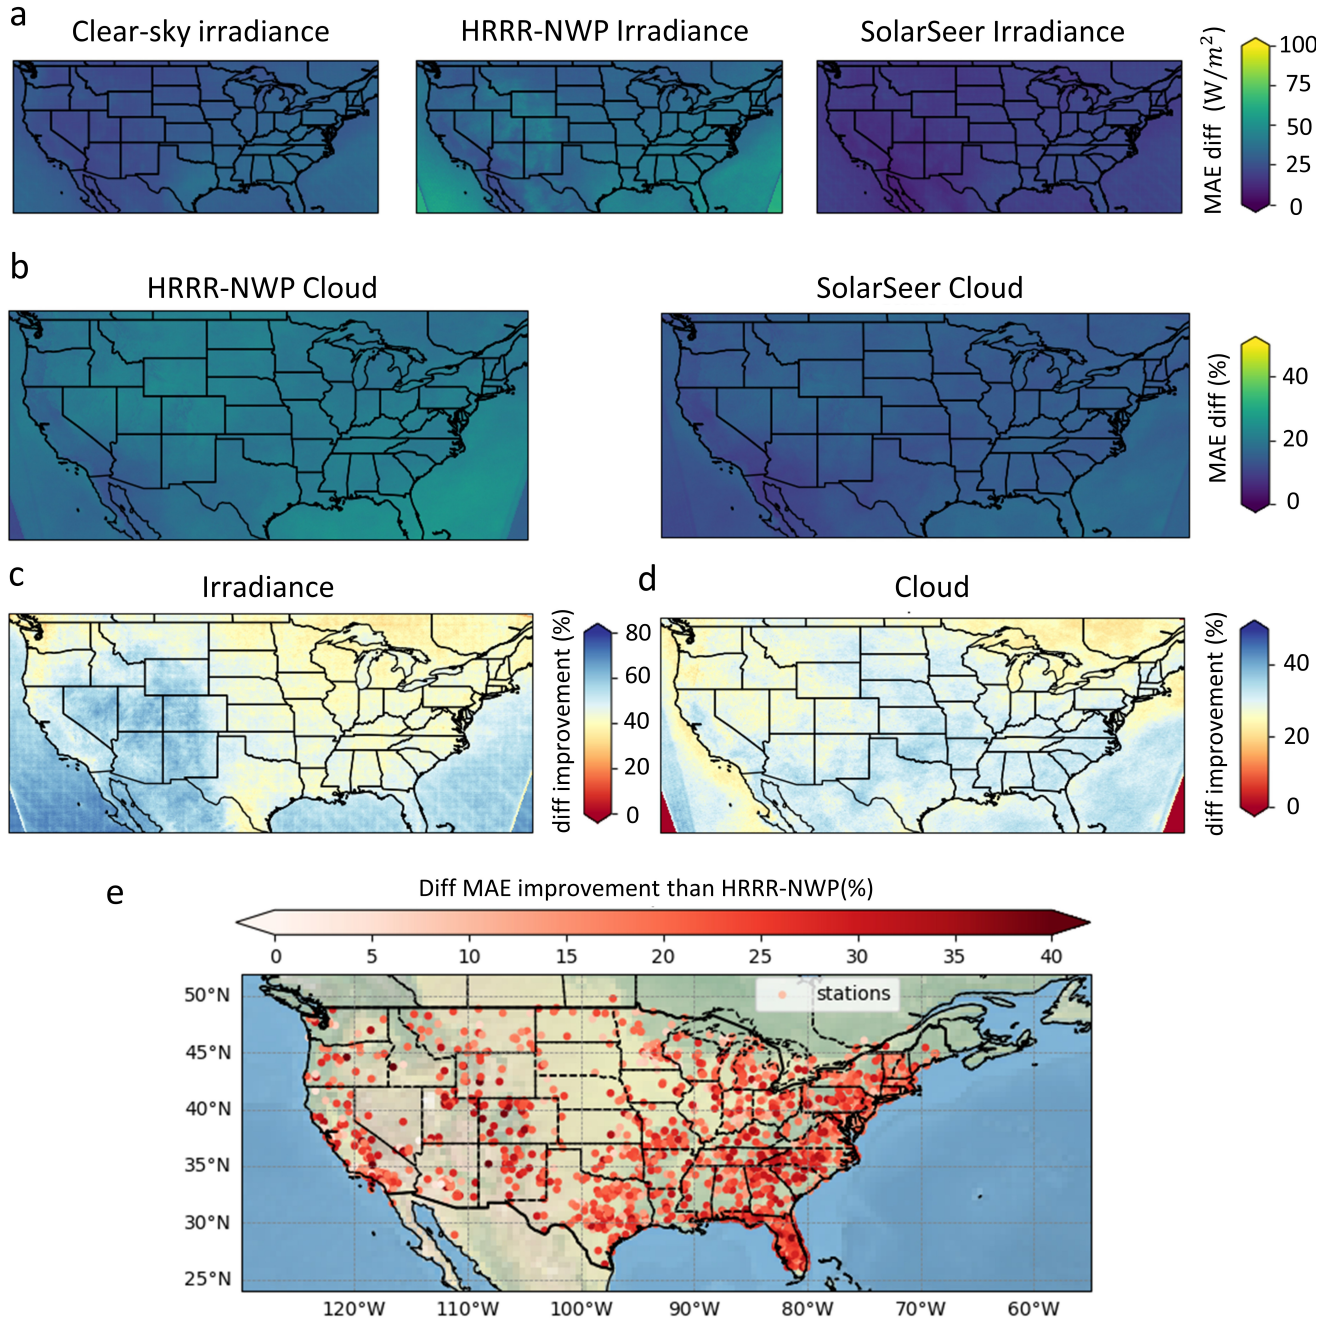 a
Clear-sky irradiance
HRRR-NWP Irradiance
SolarSeer Irradiance
MAE diff (W/m²)
100
75
50
25
0
b
HRRR-NWP Cloud
SolarSeer Cloud
MAE diff (%)
40
20
0
c
Irradiance
diff improvement (%)
80
60
40
20
0
d
Cloud
diff improvement (%)
40
20
0
e
Diff MAE improvement than HRRR-NWP(%)
0 5 10 15 20 25 30 35 40
stations
50°N
45°N
40°N
35°N
30°N
25°N
120°W 110°W 100°W 90°W 80°W 70°W 60°W